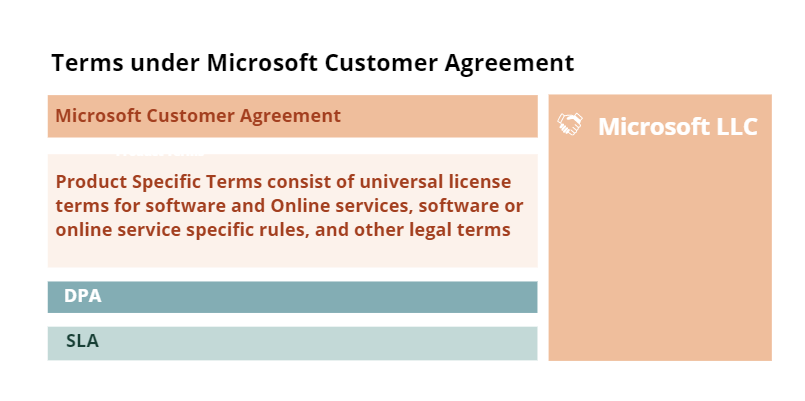 Terms under Microsoft Customer Agreement
Microsoft Customer Agreement
Microsoft LLC
Product Specific Terms consist of universal license
terms for software and Online services, software or
online service specific rules, and other legal terms
DPA
SLA